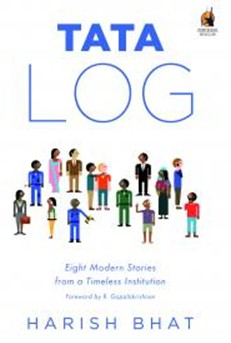 TATA
LOG
Eight Modern Stories
from a Timeless Institution
Foreword by R. Gopalakrishnan
HARISH BHAT